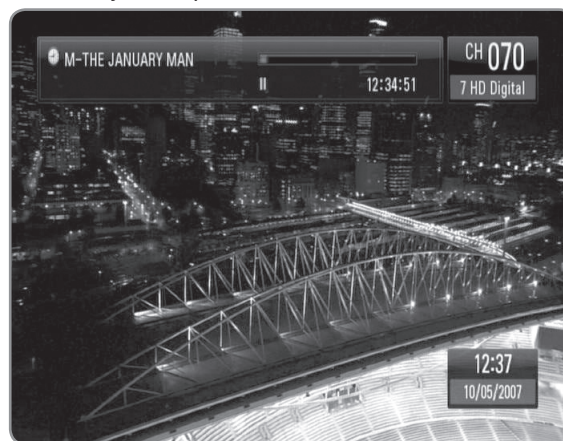 M-THE JANUARY MAN
12:34:51
CH 070
7 HD Digital
12:37
10/05/2007